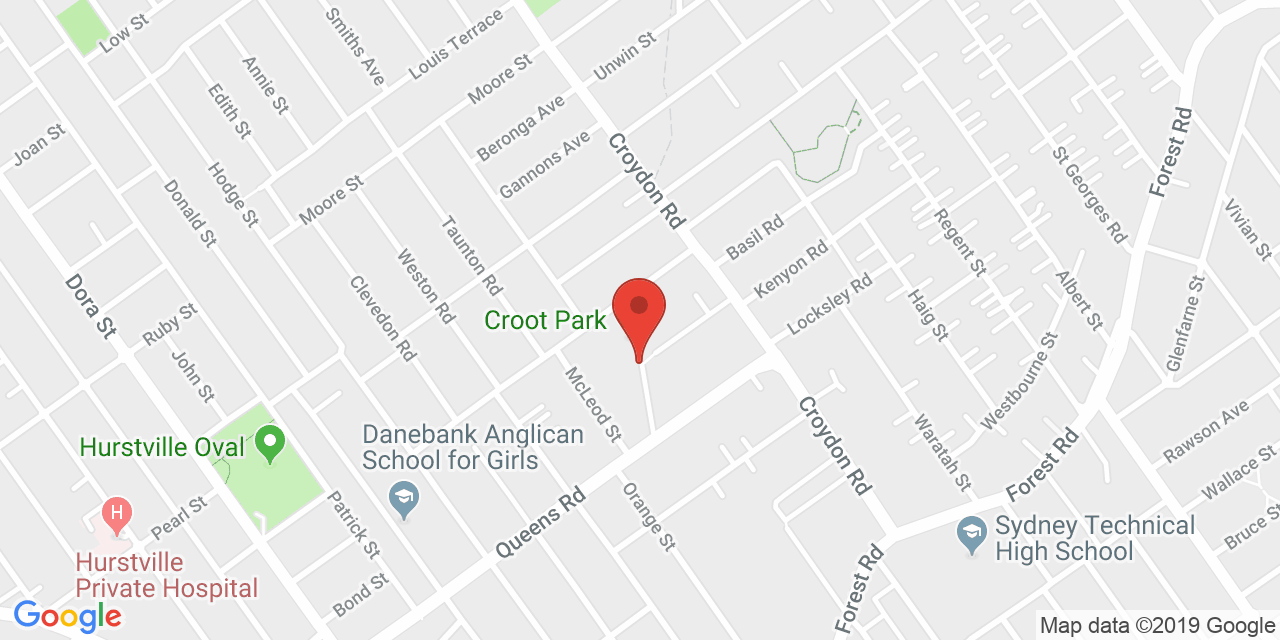 Low St
Smiths Ave
Louis Terrace
Unwin St
Annie St
Moore St
Edith St
Beronga Ave
Joan St
Gannons Ave
Croydon Rd
Forest Rd
St Georges Rd
Donald St
Hodge St
Moore St
Vivian St
Taunton Rd
Basil Rd
Regent St
Weston Rd
Kenyon Rd
Dora St
Clevedon Rd
Locksley Rd
Haig St
Albert St
Glenfarne St
Ruby St
Croot Park
John St
McLeod St
Westbourne St
Hurstville Oval
Danebank Anglican
School for Girls
Croydon Rd
Waratah St
Rawson Ave
Forest Rd
Wallace St
Patrick St
Pearl St
H
Queens Rd
Orange St
Bruce St
Sydney Technical
High School
Hurstville
Private Hospital
Bond St
Forest Rd
Google
Map data ©2019 Google